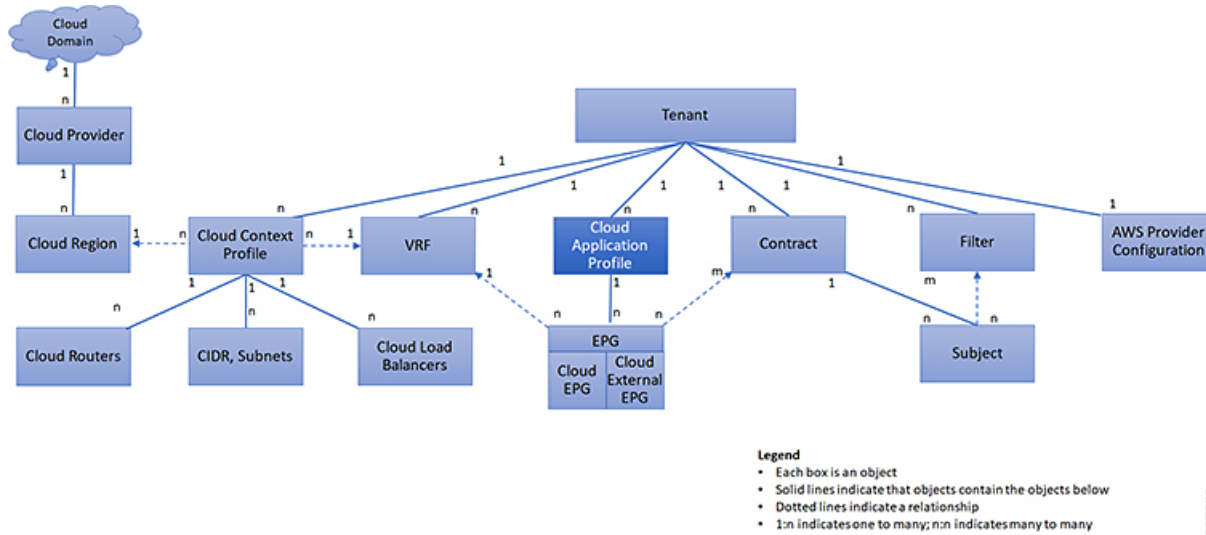 Cloud
Domain
1
n
Cloud Provider
Tenant
1
n
1
1
1
1
1
1
n
n
n
n
n
1
Cloud Region
1
n
Cloud Context
Profile
n
1
VRF
Cloud
Application
Profile
Contract
Filter
AWS Provider
Configuration
1
1
1
1
1
m
1
m
n
n
n
n
n
n
n
n
n
Cloud Routers
CIDR, Subnets
Cloud Load
Balancers
EPG
Cloud
EPG
Cloud
External
EPG
Subject
Legend
• Each box is an object
• Solid lines indicate that objects contain the objects below
• Dotted lines indicate a relationship
• 1:n indicates one to many; n:n indicates many to many